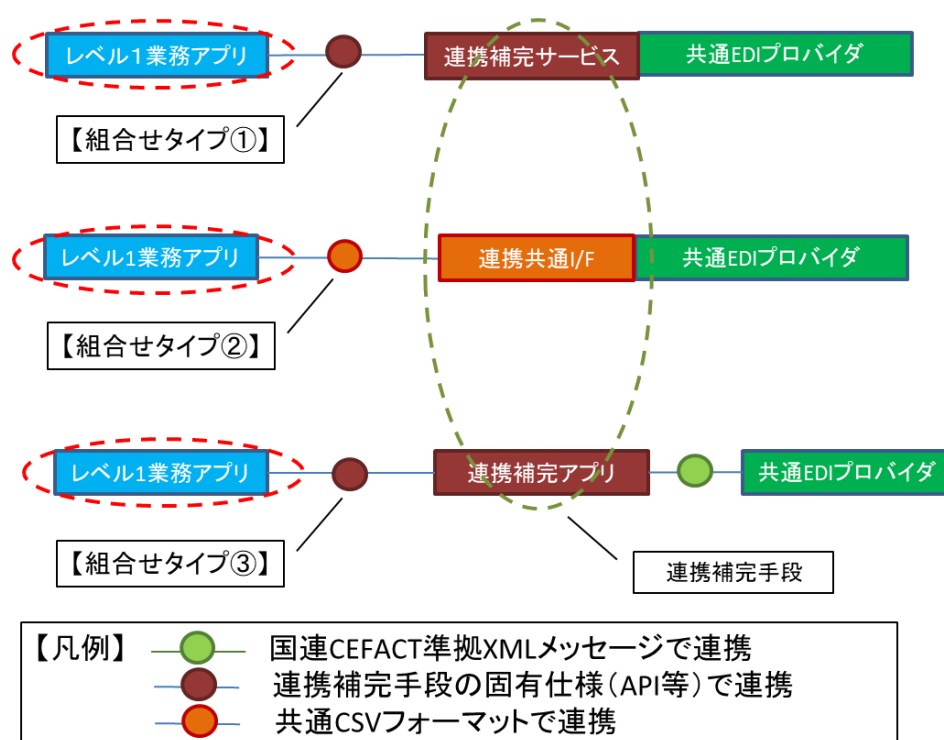 レベル１業務アプリ
連携補完サービス
共通EDIプロバイダ
【組合せタイプ①】
レベル1業務アプリ
連携共通I/F
共通EDIプロバイダ
【組合せタイプ②】
レベル1業務アプリ
連携補完アプリ
共通EDIプロバイダ
【組合せタイプ③】
連携補完手段
【凡例】
国連CEFACT準拠XMLメッセージで連携
連携補完手段の固有仕様（API等）で連携
共通CSVフォーマットで連携